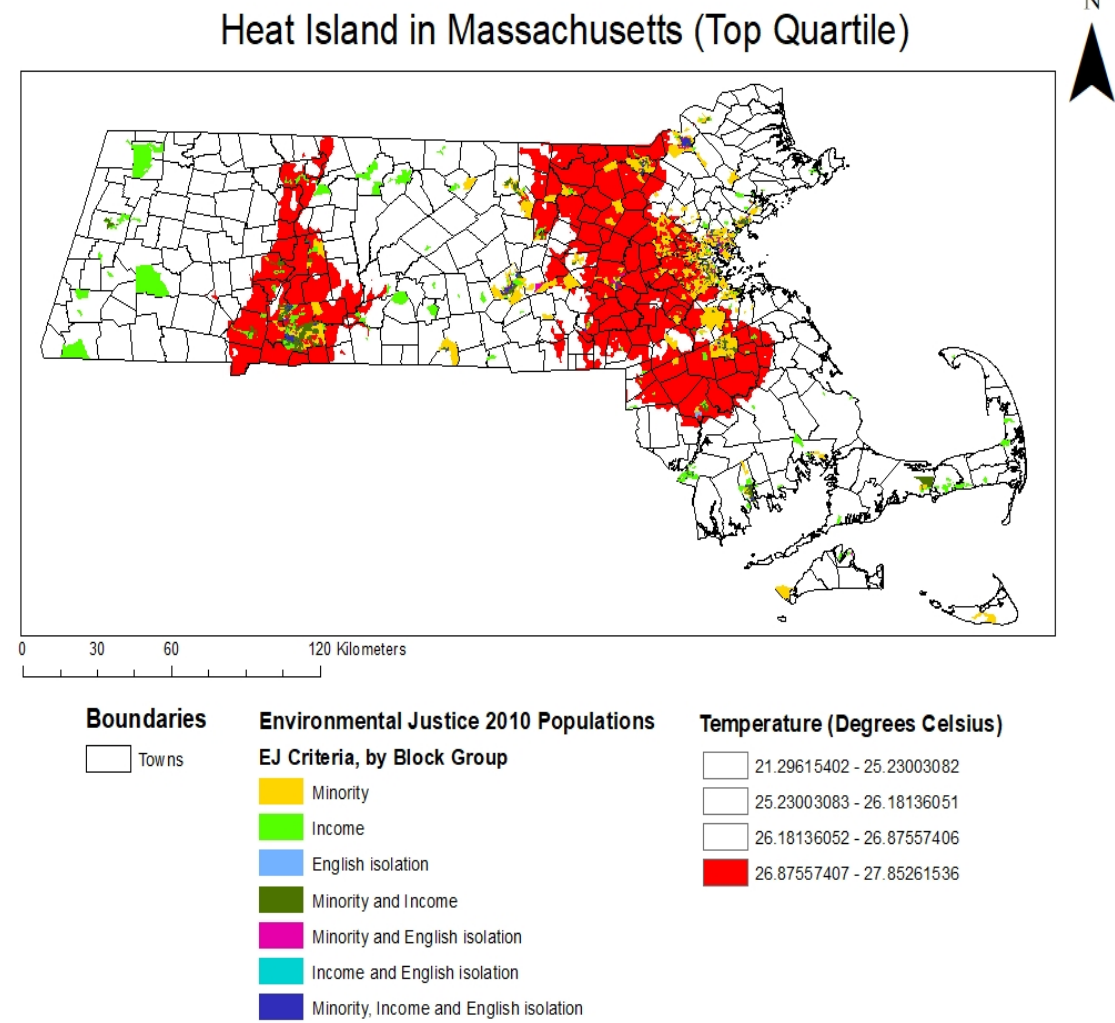 N
Heat Island in Massachusetts (Top Quartile)
0 30 60 120 Kilometers
Boundaries
Towns
Environmental Justice 2010 Populations
EJ Criteria, by Block Group
Minority
Income
English isolation
Minority and Income
Minority and English isolation
Income and English isolation
Minority, Income and English isolation
Temperature (Degrees Celsius)
21.29615402 - 25.23003082
25.23003083 - 26.18136051
26.18136052 - 26.87557406
26.87557407 - 27.85261536